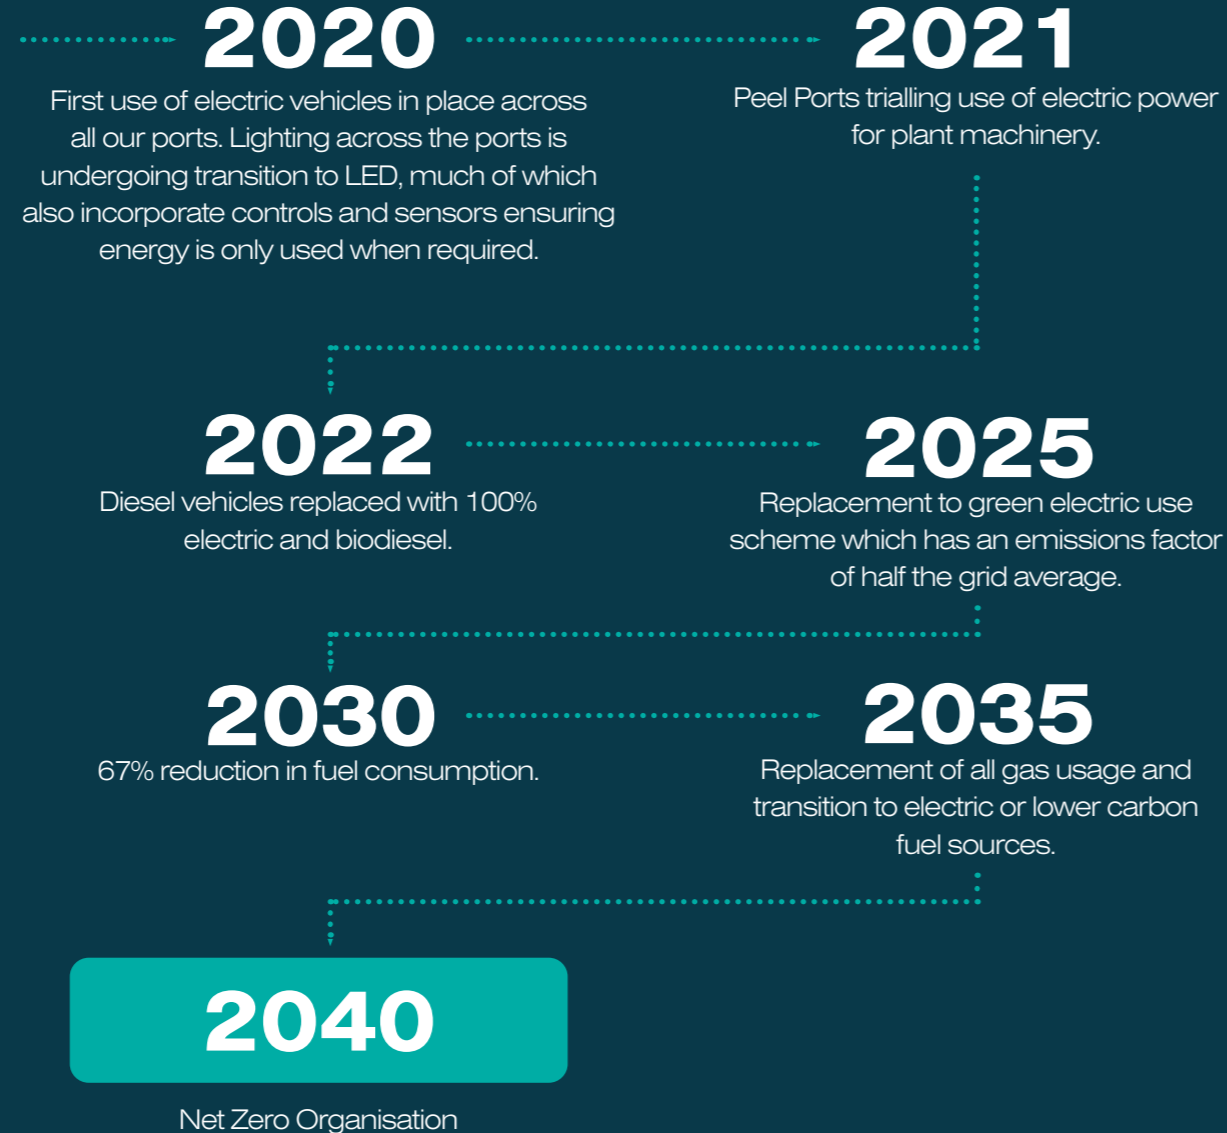 2020
First use of electric vehicles in place across
all our ports. Lighting across the ports is
undergoing transition to LED, much of which
also incorporate controls and sensors ensuring
energy is only used when required.
2021
Peel Ports trialling use of electric power
for plant machinery.
2022
Diesel vehicles replaced with 100%
electric and biodiesel.
2025
Replacement to green electric use
scheme which has an emissions factor
of half the grid average.
2030
67% reduction in fuel consumption.
2035
Replacement of all gas usage and
transition to electric or lower carbon
fuel sources.
2040
Net Zero Organisation